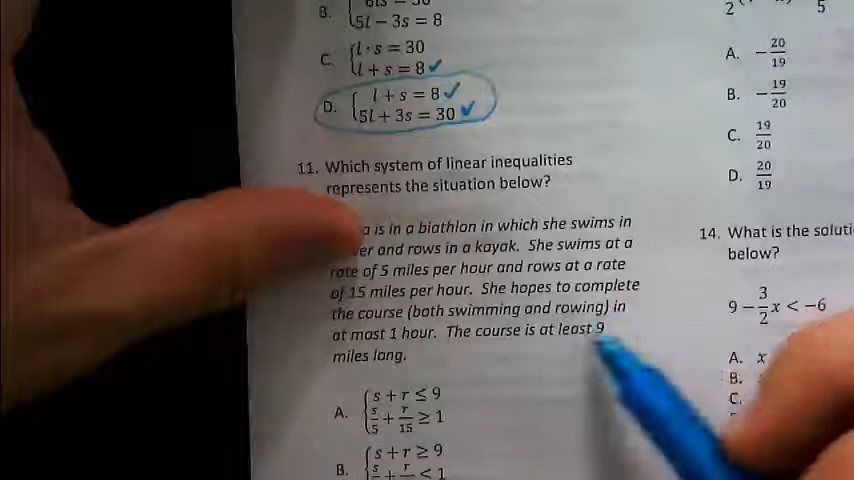 B. 5l − 3s = 8
C. l · s = 30
l + s = 8 ✓
D. l + s = 8 ✓
5l + 3s = 30 ✓
11. Which system of linear inequalities
represents the situation below?
is in a biathlon in which she swims in
and rows in a kayak. She swims at a
rate of 5 miles per hour and rows at a rate
of 15 miles per hour. She hopes to complete
the course (both swimming and rowing) in
at most 1 hour. The course is at least 9
miles long.
A. s + r ≤ 9
s/5 + r/15 ≥ 1
B. s + r ≥ 9
2
5
A. −20/19
B. −19/20
C. 19/20
D. 20/19
14. What is the
below?
9 − 3/2 x < −6
A. x
B.
C.